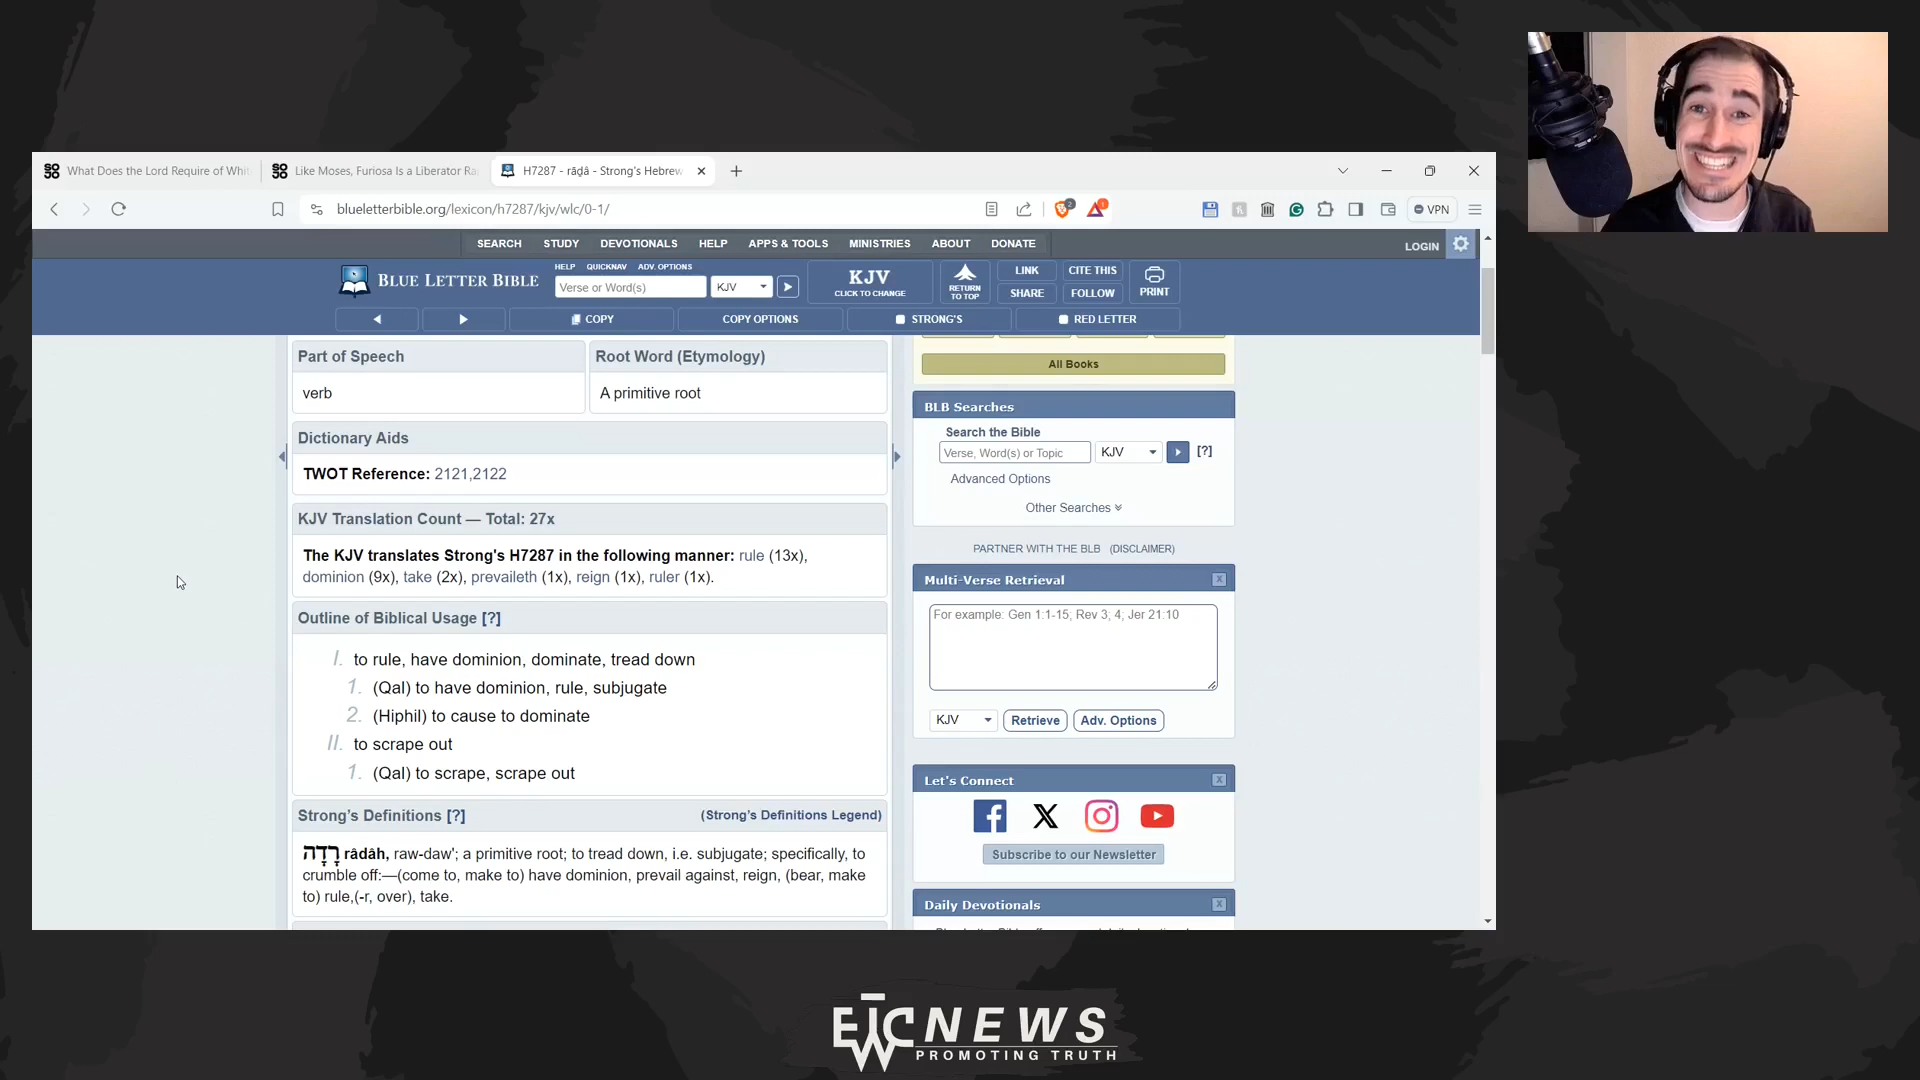 What Does the Lord Require of Whi
Like Moses, Furiosa Is a Liberator Ra
H7287 - rāḏâ - Strong's Hebrew
blueletterbible.org/lexicon/h7287/kjv/wlc/0-1/
2
1
VPN
SEARCH STUDY DEVOTIONALS HELP APPS & TOOLS MINISTRIES ABOUT DONATE
LOGIN
BLUE LETTER BIBLE
HELP QUICKNAV ADV. OPTIONS
Verse or Word(s)
KJV
KJV
CLICK TO CHANGE
RETURN
TO TOP
LINK
CITE THIS
SHARE
FOLLOW
PRINT
COPY
COPY OPTIONS
STRONG'S
RED LETTER
Part of Speech
verb
Root Word (Etymology)
A primitive root
Dictionary Aids
TWOT Reference: 2121,2122
KJV Translation Count — Total: 27x
The KJV translates Strong's H7287 in the following manner: rule (13x),
dominion (9x), take (2x), prevaileth (1x), reign (1x), ruler (1x).
Outline of Biblical Usage [?]
I. to rule, have dominion, dominate, tread down
1. (Qal) to have dominion, rule, subjugate
2. (Hiphil) to cause to dominate
II. to scrape out
1. (Qal) to scrape, scrape out
Strong's Definitions [?]
(Strong's Definitions Legend)
רָדָה râdâh, raw-daw'; a primitive root; to tread down, i.e. subjugate; specifically, to
crumble off:—(come to, make to) have dominion, prevail against, reign, (bear, make
to) rule,(-r, over), take.
All Books
BLB Searches
Search the Bible
Verse, Word(s) or Topic
KJV
[?]
Advanced Options
Other Searches
PARTNER WITH THE BLB (DISCLAIMER)
Multi-Verse Retrieval
X
For example: Gen 1:1-15; Rev 3; 4; Jer 21:10
KJV
Retrieve
Adv. Options
Let's Connect
X
Subscribe to our Newsletter
Daily Devotionals
X
EWC NEWS
PROMOTING TRUTH